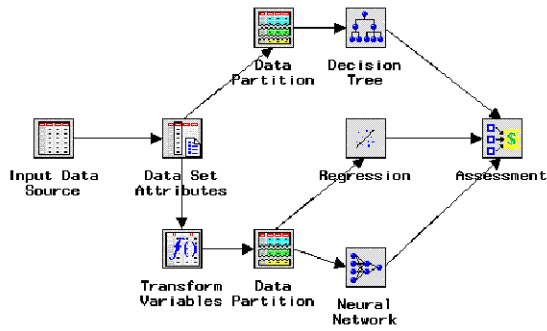 Data
Partition
Decision
Tree
Input Data
Source
Data Set
Attributes
Regression
Assessment
Transform
Variables
Data
Partition
Neural
Network